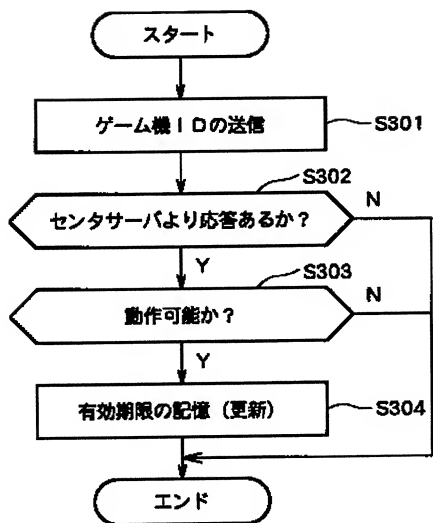 スタート
ゲーム機IDの送信
S301
S302
センタサーバより応答あるか？
N
Y
S303
動作可能か？
N
Y
有効期限の記憶（更新）
S304
エンド